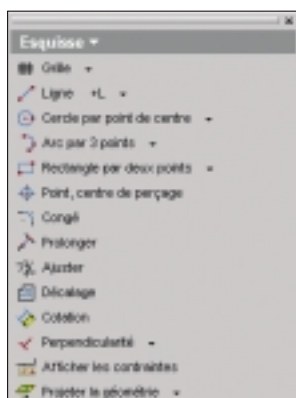 Esquisse
Grille
Ligne +L
Cercle par point de centre
Arc par 3 points
Rectangle par deux points
Point, centre de perçage
Congé
Prolonger
Ajuster
Décalage
Cotation
Perpendicularité
Afficher les contraintes
Projeter la géométrie